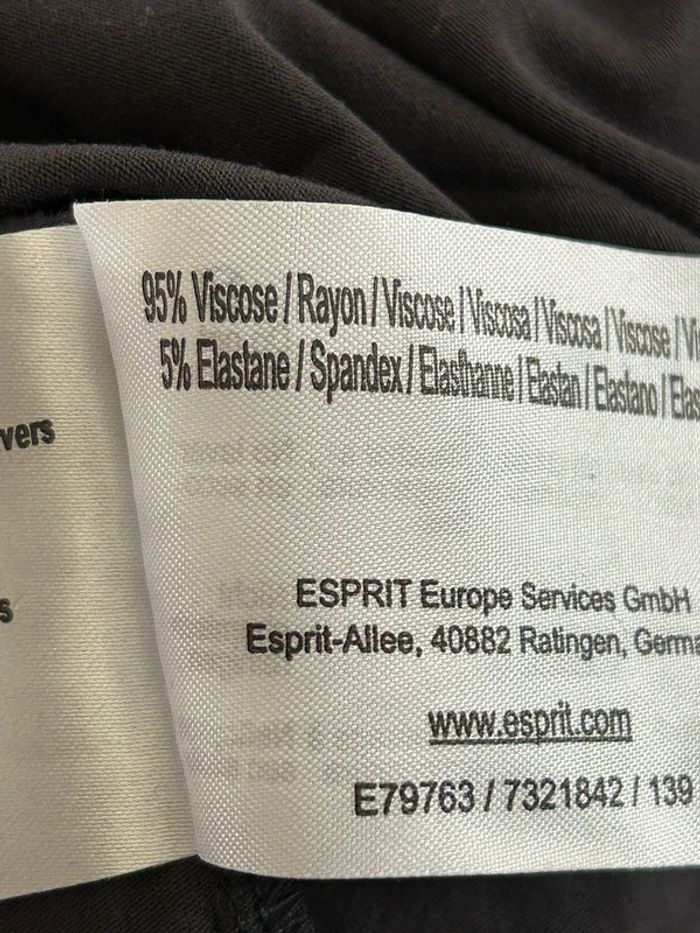 95% Viscose / Rayon / Viscose / Viscosa / Viscosa / Viscose /
5% Elastane / Spandex / Elasthanne / Elastan / Elastano /
vers
s
ESPRIT Europe Services GmbH
Esprit-Allee, 40882 Ratingen, Germa
www.esprit.com
E79763 / 7321842 / 139